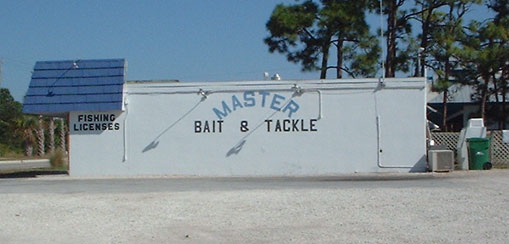 FISHING
LICENSES
MASTER
BAIT & TACKLE